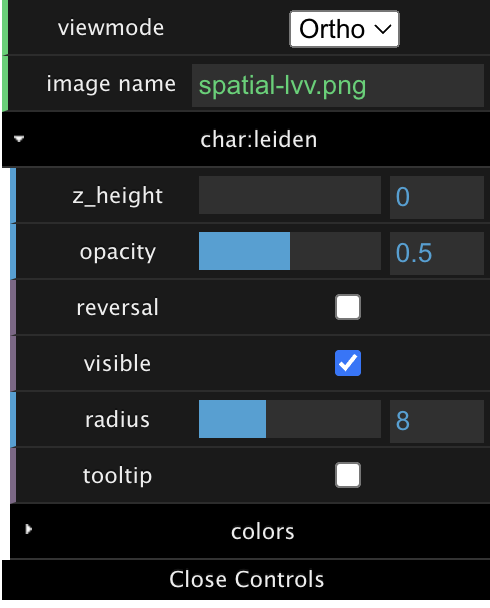 viewmode Ortho
image name spatial-lvv.png
char:leiden
z_height 0
opacity 0.5
reversal
visible
radius 8
tooltip
colors
Close Controls